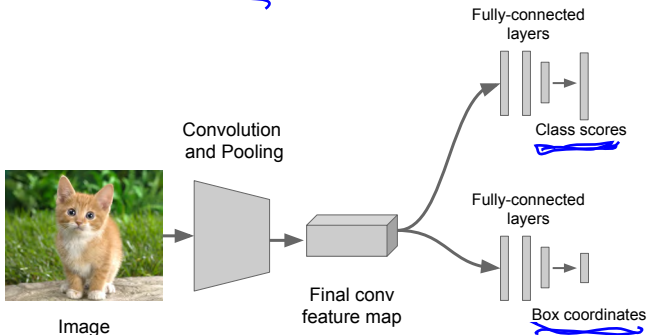 Fully-connected
layers
Class scores
Convolution
and Pooling
Fully-connected
layers
Box coordinates
Final conv
feature map
Image